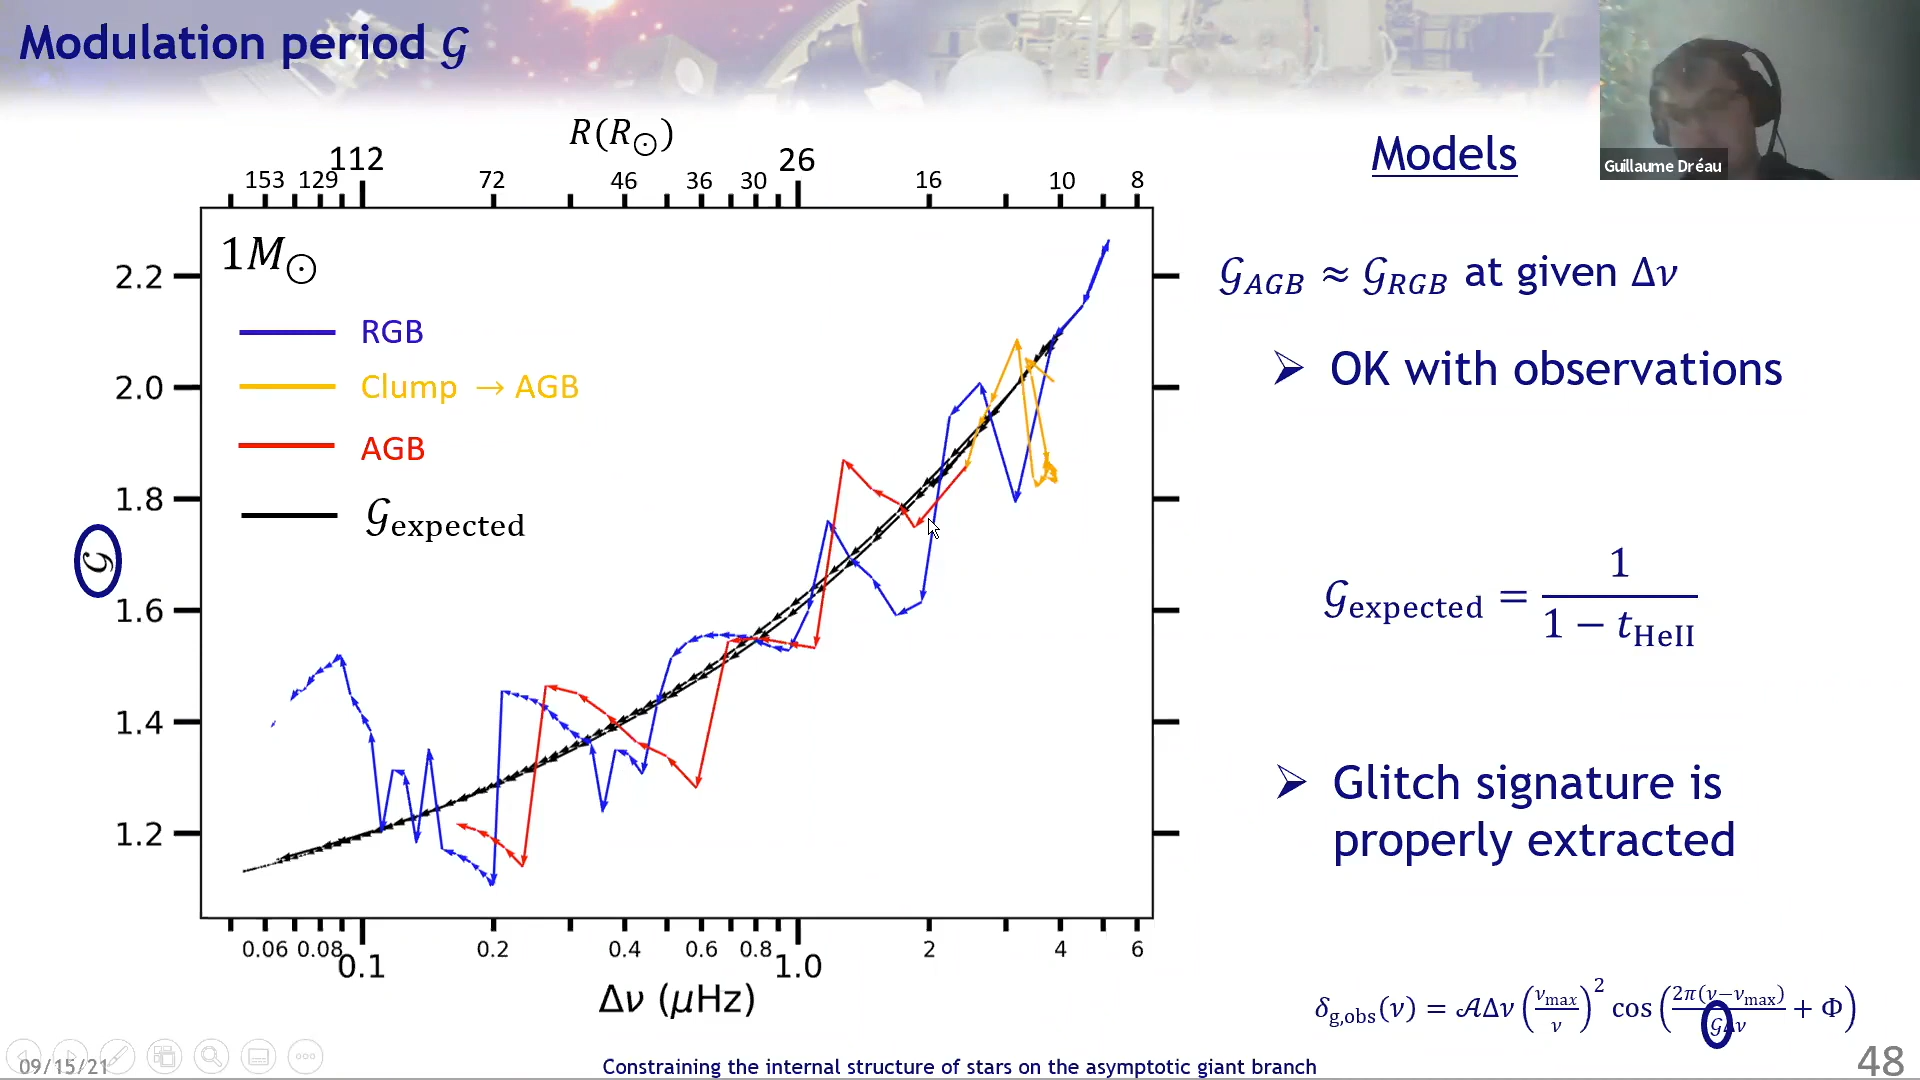 Modulation period 𝒢
Guillaume Dréau
R(R☉)
112 26
153 129 72 46 36 30 16 10 8
Models
1M☉
RGB
Clump → AGB
AGB
𝒢expected
2.2
2.0
1.8
1.6
1.4
1.2
𝒢
0.06 0.08 0.2 0.4 0.6 0.8 2 4 6
0.1 1.0
Δν (μHz)
𝒢AGB ≈ 𝒢RGB at given Δν
➢ OK with observations
𝒢expected = 1 / (1 − tHeII)
➢ Glitch signature is
properly extracted
δg,obs(ν) = 𝒜Δν (νmax/ν)² cos (2π(ν−νmax)/𝒢Δν + Φ)
09/15/21
Constraining the internal structure of stars on the asymptotic giant branch
48